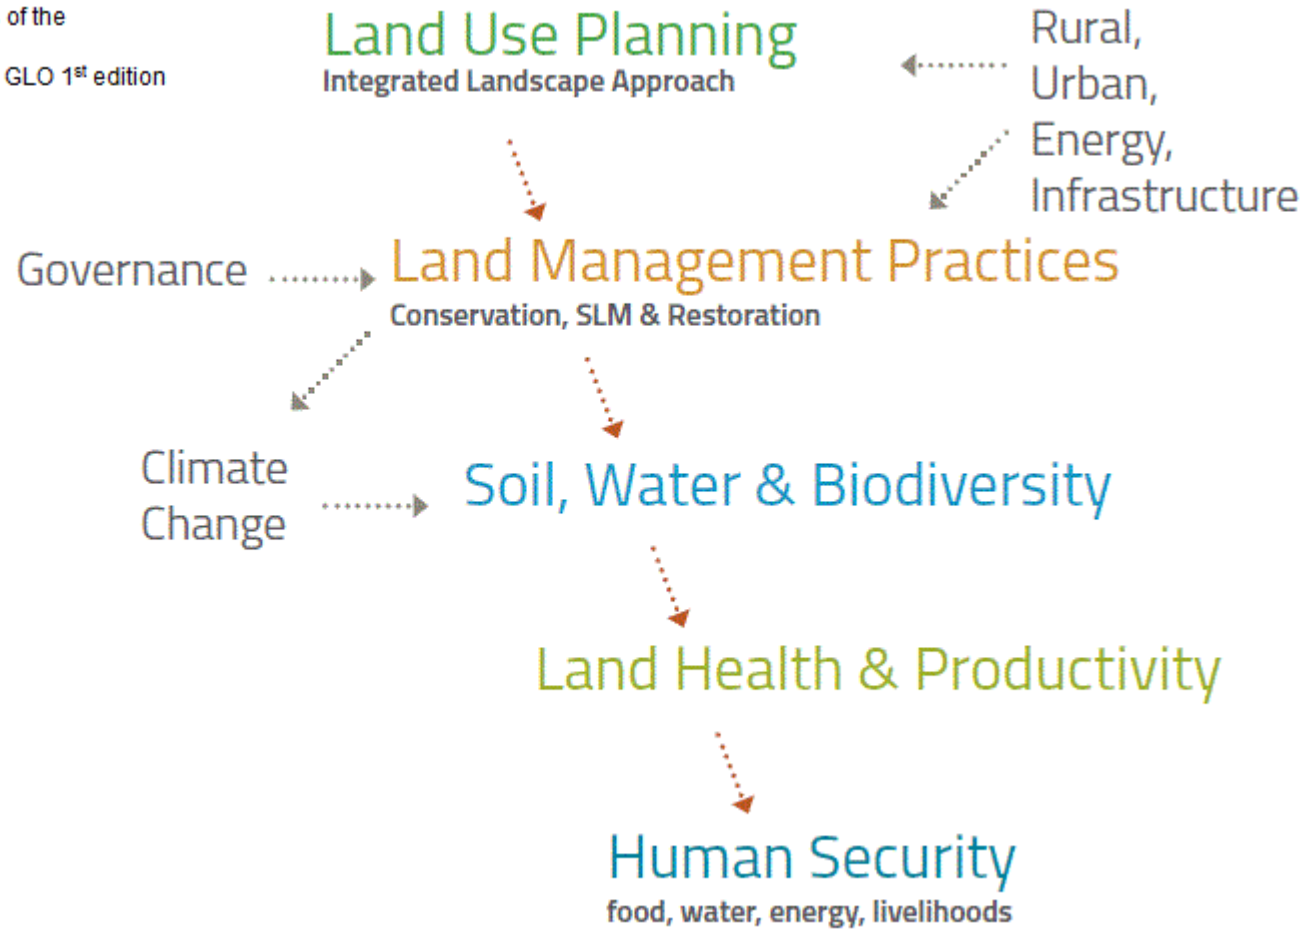 of the
GLO 1st edition
Land Use Planning
Integrated Landscape Approach
Rural,
Urban,
Energy,
Infrastructure
Governance
Land Management Practices
Conservation, SLM & Restoration
Climate
Change
Soil, Water & Biodiversity
Land Health & Productivity
Human Security
food, water, energy, livelihoods